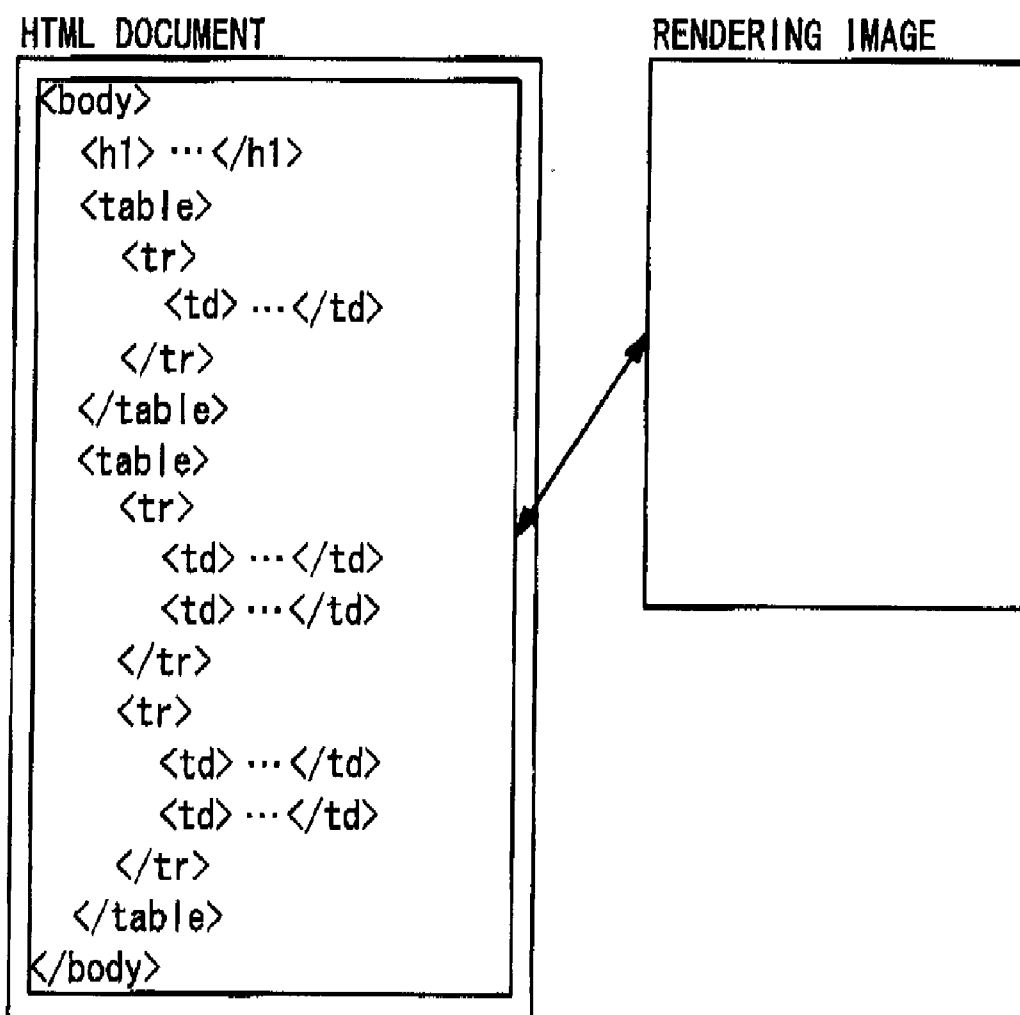 HTML DOCUMENT
<body>
<h1> ··· </h1>
<table>
<tr>
<td> ··· </td>
</tr>
</table>
<table>
<tr>
<td> ··· </td>
<td> ··· </td>
</tr>
<tr>
<td> ··· </td>
<td> ··· </td>
</tr>
</table>
</body>
RENDERING IMAGE